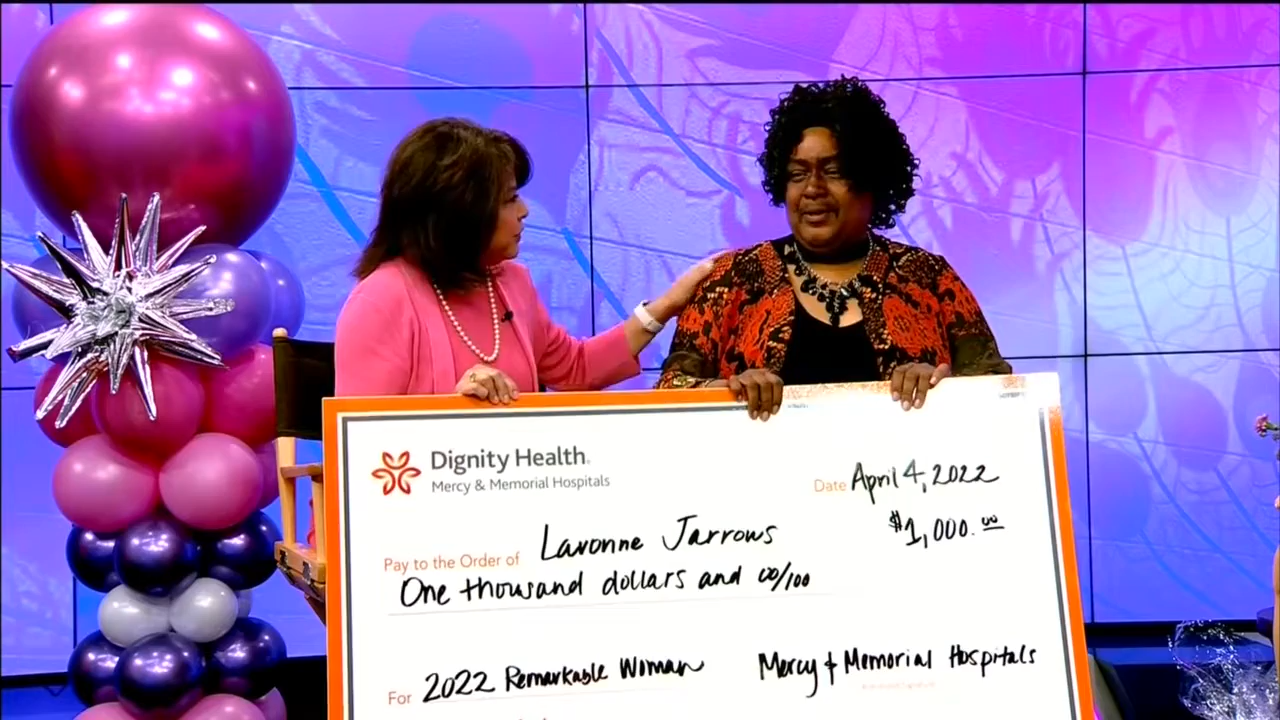 Dignity Health
Mercy & Memorial Hospitals
Date April 4, 2022
$1,000.00
Pay to the Order of Lavonne Jarrows
One thousand dollars and 00/100
For 2022 Remarkable Woman
Mercy & Memorial Hospitals